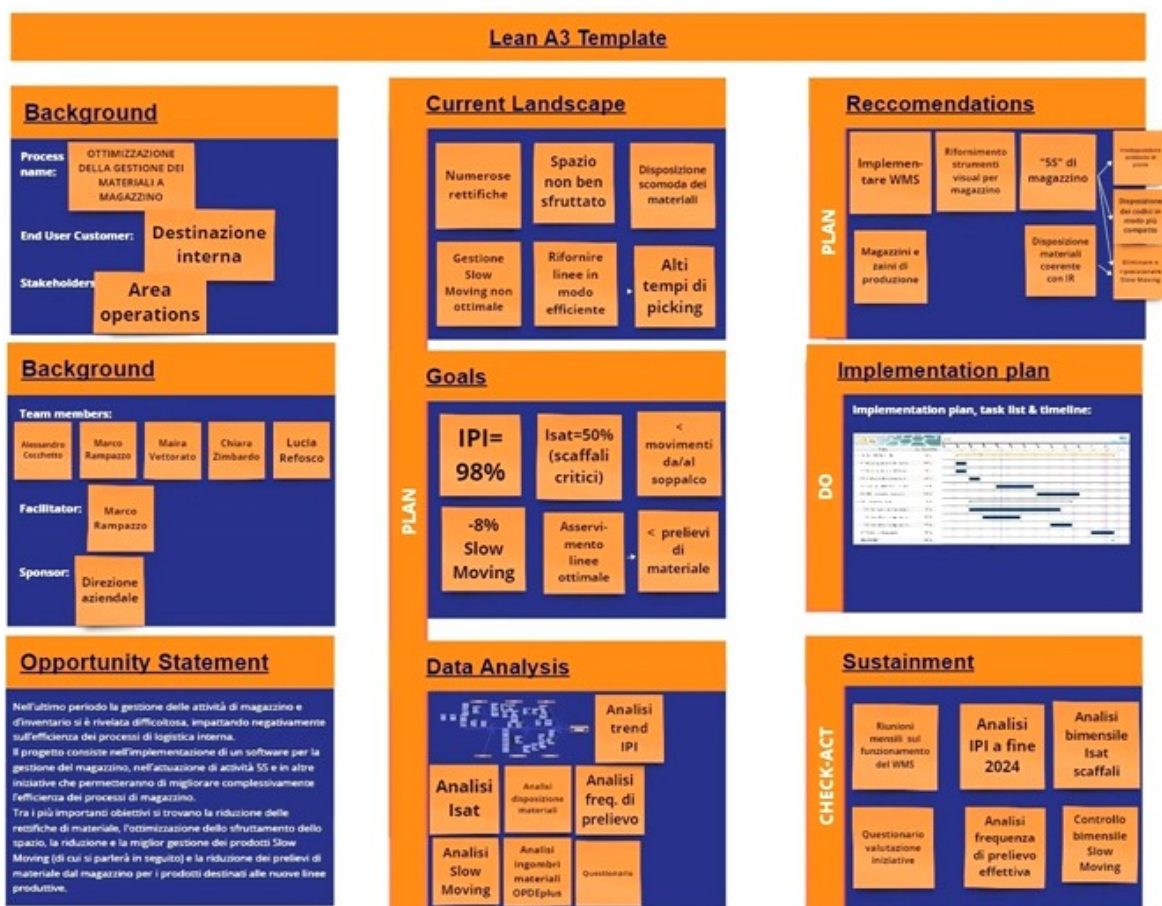 Lean A3 Template
Background
Process
name:
OTTIMIZZAZIONE
DELLA GESTIONE DEI
MATERIALI A
MAGAZZINO
End User Customer:
Destinazione
interna
Stakeholders
Area
operations
Background
Team members:
Alessandro
Cocchetto
Marco
Rampazzo
Maira
Vettorato
Chiara
Zimbardo
Lucia
Refosco
Facilitator:
Marco
Rampazzo
Sponsor:
Direzione
aziendale
Opportunity Statement
Nell'ultimo periodo la gestione delle attività di magazzino e
d'inventario si è rivelata difficoltosa, impattando negativamente
sull'efficienza dei processi di logistica interna.
Il progetto consiste nell'implementazione di un software per la
gestione del magazzino, nell'attuazione di attività 5S e in altre
iniziative che permetteranno di migliorare complessivamente
l'efficienza dei processi di magazzino.
Tra i più importanti obiettivi si trovano la riduzione delle
rettifiche di materiale, l'ottimizzazione dello sfruttamento dello
spazio, la riduzione e la miglior gestione dei prodotti Slow
Moving (di cui si parlerà in seguito) e la riduzione dei prelievi di
materiale dal magazzino per i prodotti destinati alle nuove linee
produttive.
PLAN
Current Landscape
Numerose
rettifiche
Spazio
non ben
sfruttato
Disposizione
scomoda dei
materiali
Gestione
Slow
Moving non
ottimale
Rifornire
linee in
modo
efficiente
Alti
tempi di
picking
Goals
IPI=
98%
Isat=50%
(scaffali
critici)
<
movimenti
da/al
soppalco
-8%
Slow
Moving
Asservi-
mento
linee
ottimale
< prelievi
di
materiale
Data Analysis
Analisi
trend
IPI
Analisi
Isat
Analisi
disposizione
materiali
Analisi
freq. di
prelievo
Analisi
Slow
Moving
Analisi
ingombri
materiali
OPDEplus
Questionario
PLAN
Reccomendations
Implemen-
tare WMS
Rifornimento
strumenti
visual per
magazzino
"5S" di
magazzino
Disposizione
dei codici in
modo più
compatto
Magazzini e
zaini di
produzione
Disposizione
materiali
coerente
con IR
Eliminare o
Slow Moving
DO
Implementation plan
Implementation plan, task list & timeline:
CHECK-ACT
Sustainment
Riunioni
mensili sul
funzionamento
del WMS
Analisi
IPI a fine
2024
Analisi
bimensile
Isat
scaffali
Questionario
valutazione
iniziative
Analisi
frequenza
di prelievo
effettiva
Controllo
bimensile
Slow
Moving